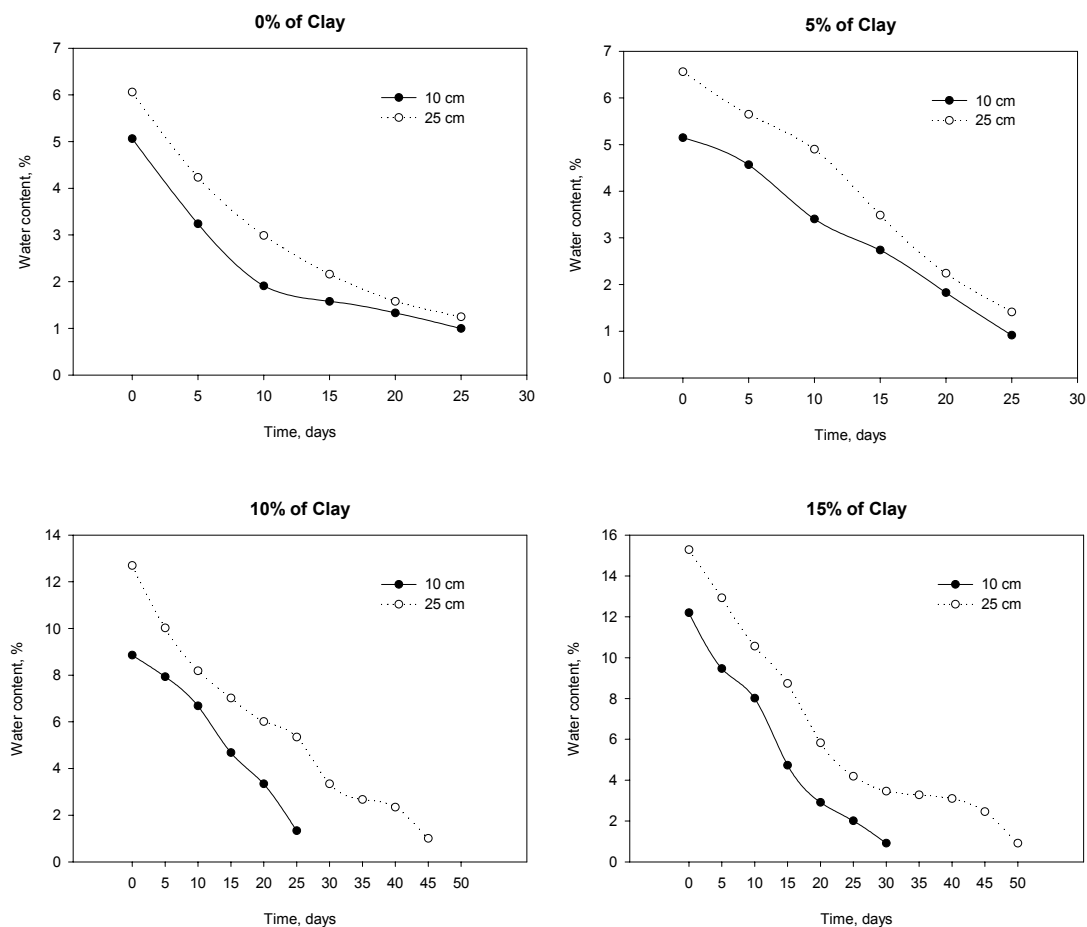 0% of Clay
7
6
5
4
3
2
1
0
Water content, %
10 cm
25 cm
0 5 10 15 20 25 30
Time, days
5% of Clay
7
6
5
4
3
2
1
0
Water content, %
10 cm
25 cm
0 5 10 15 20 25 30
Time, days
10% of Clay
14
12
10
8
6
4
2
0
Water content, %
10 cm
25 cm
0 5 10 15 20 25 30 35 40 45 50
Time, days
15% of Clay
16
14
12
10
8
6
4
2
0
Water content, %
10 cm
25 cm
0 5 10 15 20 25 30 35 40 45 50
Time, days